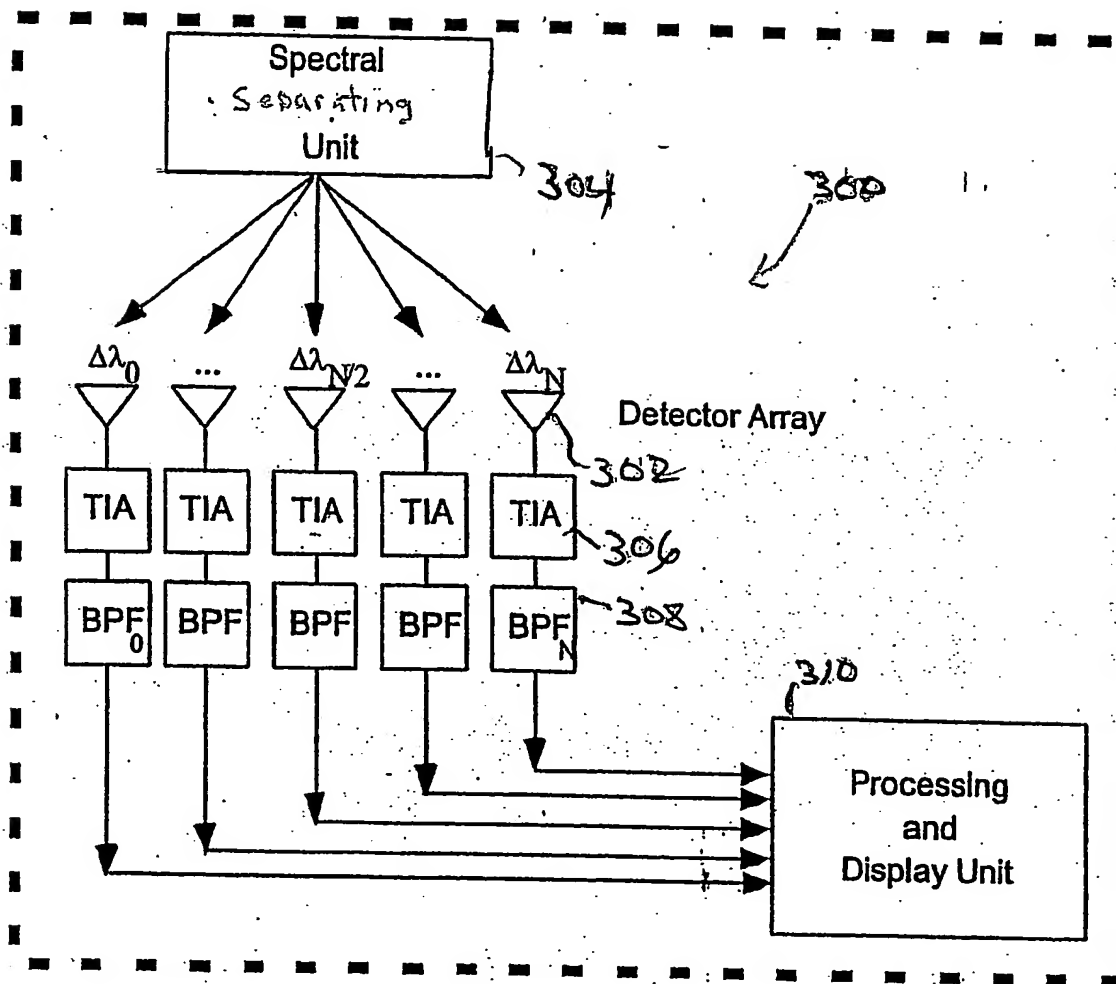 Spectral
Separating
Unit
304
300
Δλ0 ... ΔλN/2 ... ΔλN
Detector Array
302
TIA TIA TIA TIA TIA
306
BPF0 BPF BPF BPF BPFN
308
310
Processing
and
Display Unit